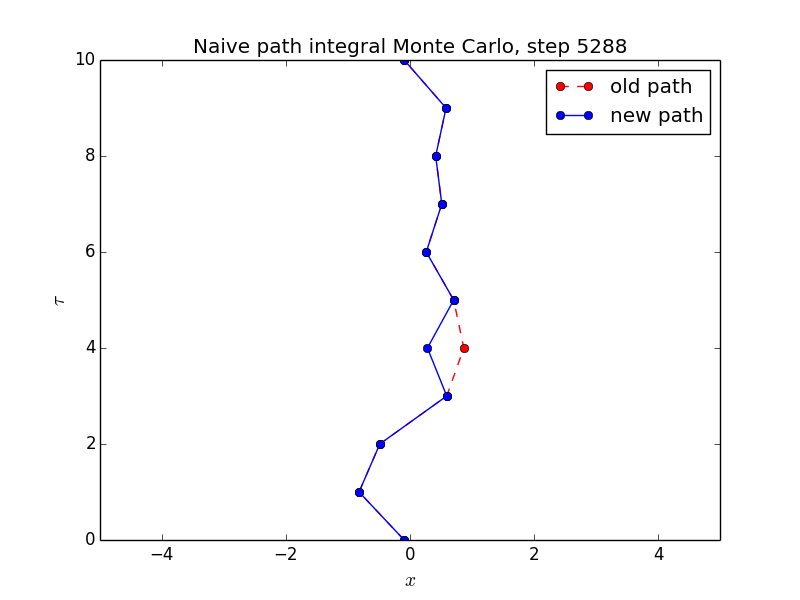 Naive path integral Monte Carlo, step 5288
old path
new path
10
8
6
4
2
0
τ
−4 −2 0 2 4
x